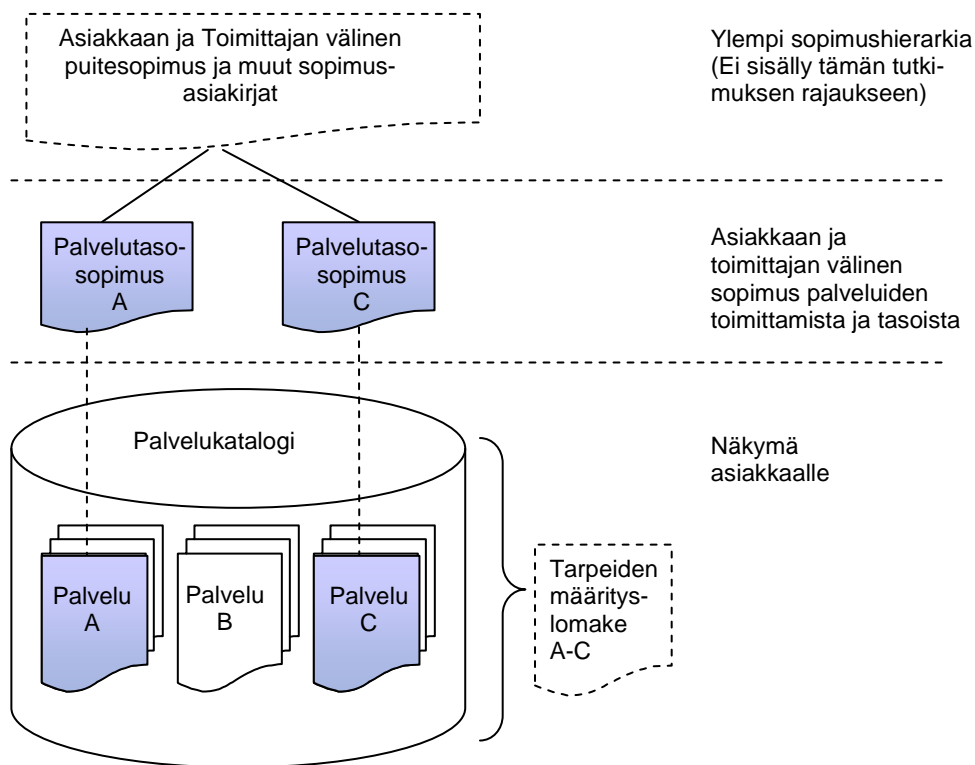 Asiakkaan ja Toimittajan välinen
puitesopimus ja muut sopimus-
asiakirjat
Ylempi sopimushierarkia
(Ei sisälly tämän tutki-
muksen rajaukseen)
Palvelutaso-
sopimus
A
Palvelutaso-
sopimus
C
Asiakkaan ja
toimittajan välinen
sopimus palveluiden
toimittamista ja tasoista
Palvelukatalogi
Näkymä
asiakkaalle
Palvelu
A
Palvelu
B
Palvelu
C
Tarpeiden
määritys-
lomake
A-C